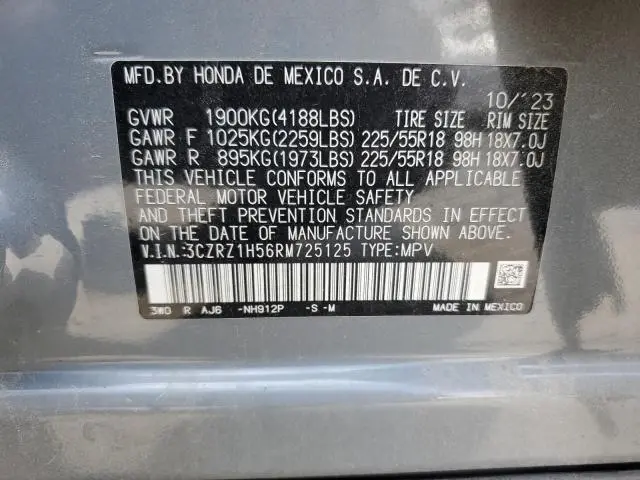 MFD.BY HONDA DE MEXICO S.A. DE C.V.
10/'23
GVWR 1900KG(4188LBS) TIRE SIZE RIM SIZE
GAWR F 1025KG(2259LBS) 225/55R18 98H 18X7.0J
GAWR R 895KG(1973LBS) 225/55R18 98H 18X7.0J
THIS VEHICLE CONFORMS TO ALL APPLICABLE
FEDERAL MOTOR VEHICLE SAFETY
AND THEFT PREVENTION STANDARDS IN EFFECT
ON THE DATE OF MANUFACTURE SHOWN ABOVE.
V.I.N.:3CZRZ1H56RM725125 TYPE:MPV
3WO R AJ6 -NH912P -S -M MADE IN MEXICO